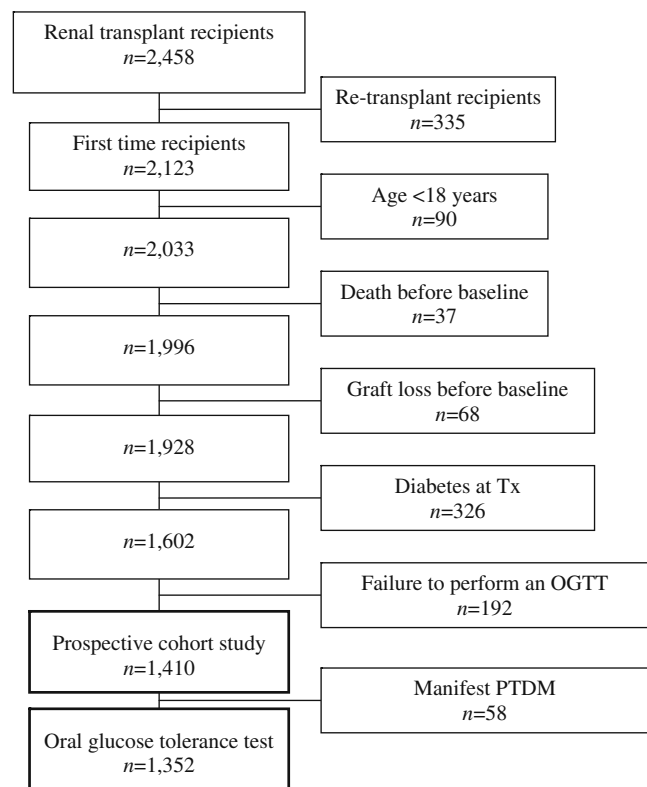 Renal transplant recipients
n=2,458
Re-transplant recipients
n=335
First time recipients
n=2,123
Age <18 years
n=90
n=2,033
Death before baseline
n=37
n=1,996
Graft loss before baseline
n=68
n=1,928
Diabetes at Tx
n=326
n=1,602
Failure to perform an OGTT
n=192
Prospective cohort study
n=1,410
Manifest PTDM
n=58
Oral glucose tolerance test
n=1,352